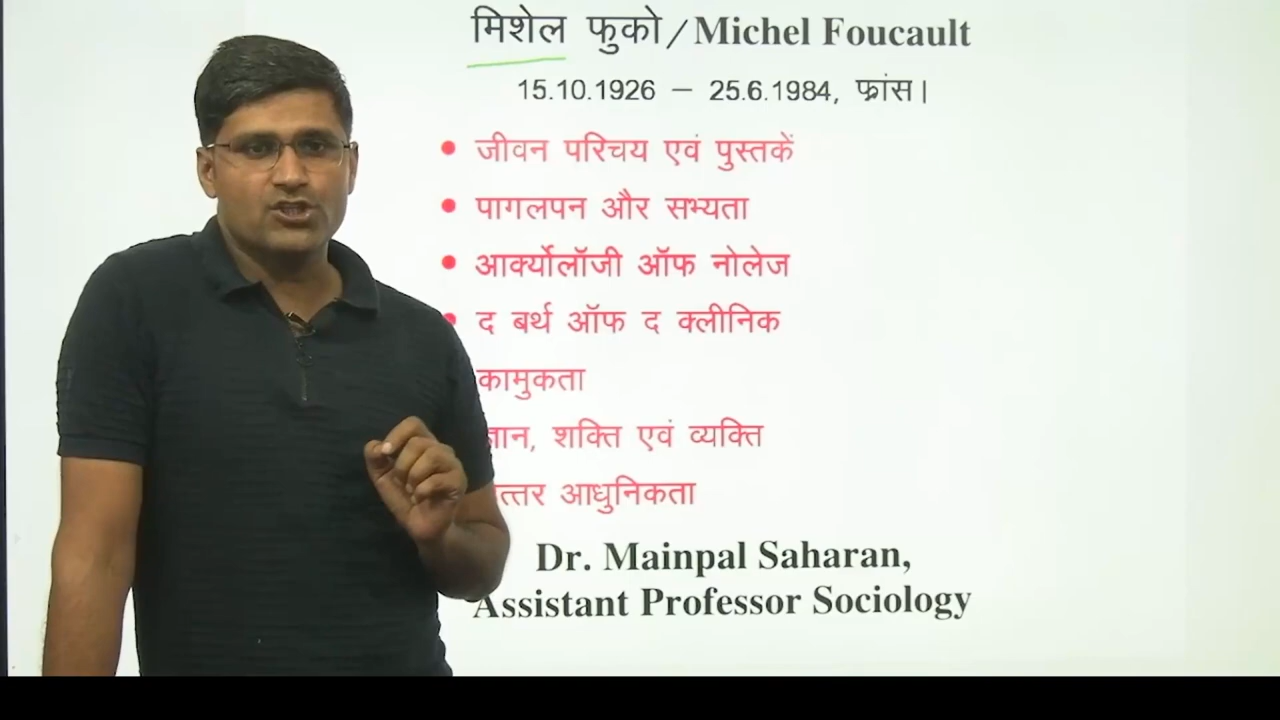 मिशेल फुको/Michel Foucault
15.10.1926 – 25.6.1984, फ्रांस।
• जीवन परिचय एवं पुस्तकें
• पागलपन और सभ्यता
• आर्क्योलॉजी ऑफ नोलेज
• द बर्थ ऑफ द क्लीनिक
कामुकता
शक्ति एवं व्यक्ति
आधुनिकता
Dr. Mainpal Saharan,
Assistant Professor Sociology